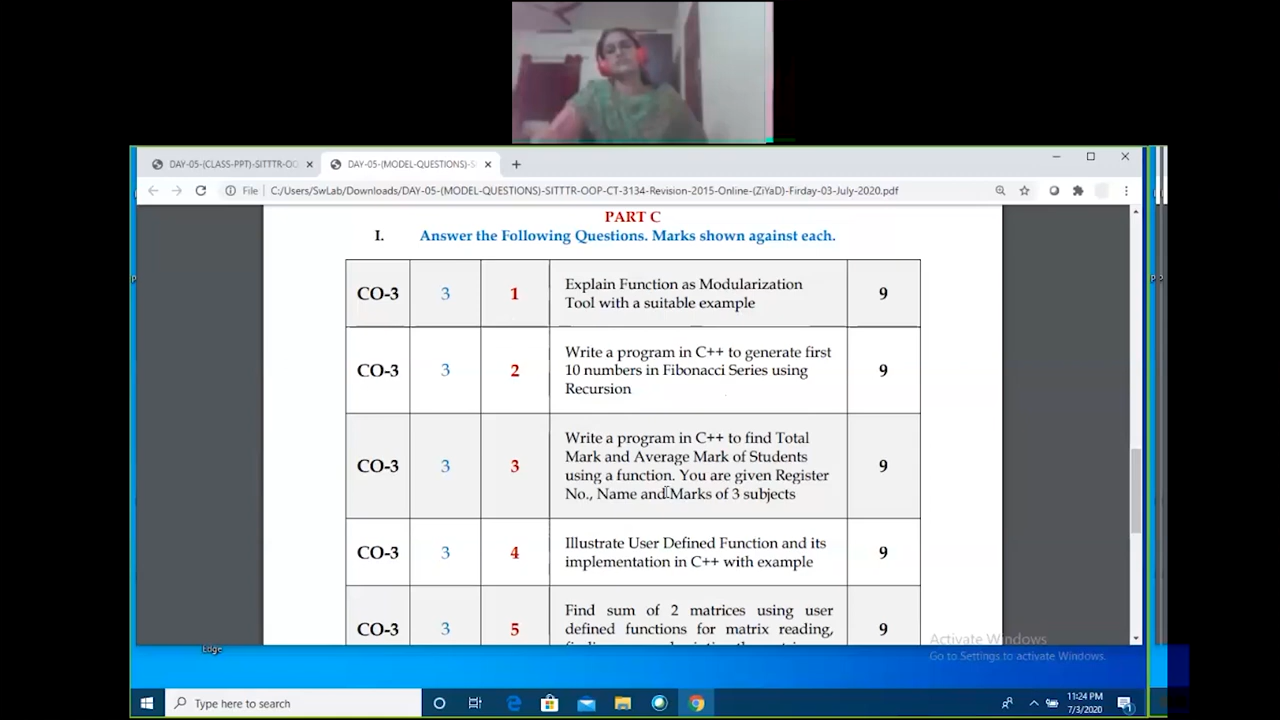 DAY-05-(CLASS-PPT)-SITTTR-OO
DAY-05-(MODEL-QUESTIONS)-S
File
C:/Users/SwLab/Downloads/DAY-05-(MODEL-QUESTIONS)-SITTTR-OOP-CT-3134-Revision-2015-Online-(ZiYaD)-Firday-03-July-2020.pdf
PART C
I. Answer the Following Questions. Marks shown against each.
CO-3 3 1 Explain Function as Modularization 9
Tool with a suitable example
CO-3 3 2 Write a program in C++ to generate first 9
10 numbers in Fibonacci Series using
Recursion
CO-3 3 3 Write a program in C++ to find Total 9
Mark and Average Mark of Students
using a function. You are given Register
No., Name and Marks of 3 subjects
CO-3 3 4 Illustrate User Defined Function and its 9
implementation in C++ with example
CO-3 3 5 Find sum of 2 matrices using user 9
defined functions for matrix reading,
Activate Windows
Go to Settings to activate Windows.
Edge
Type here to search
11:24 PM
7/3/2020